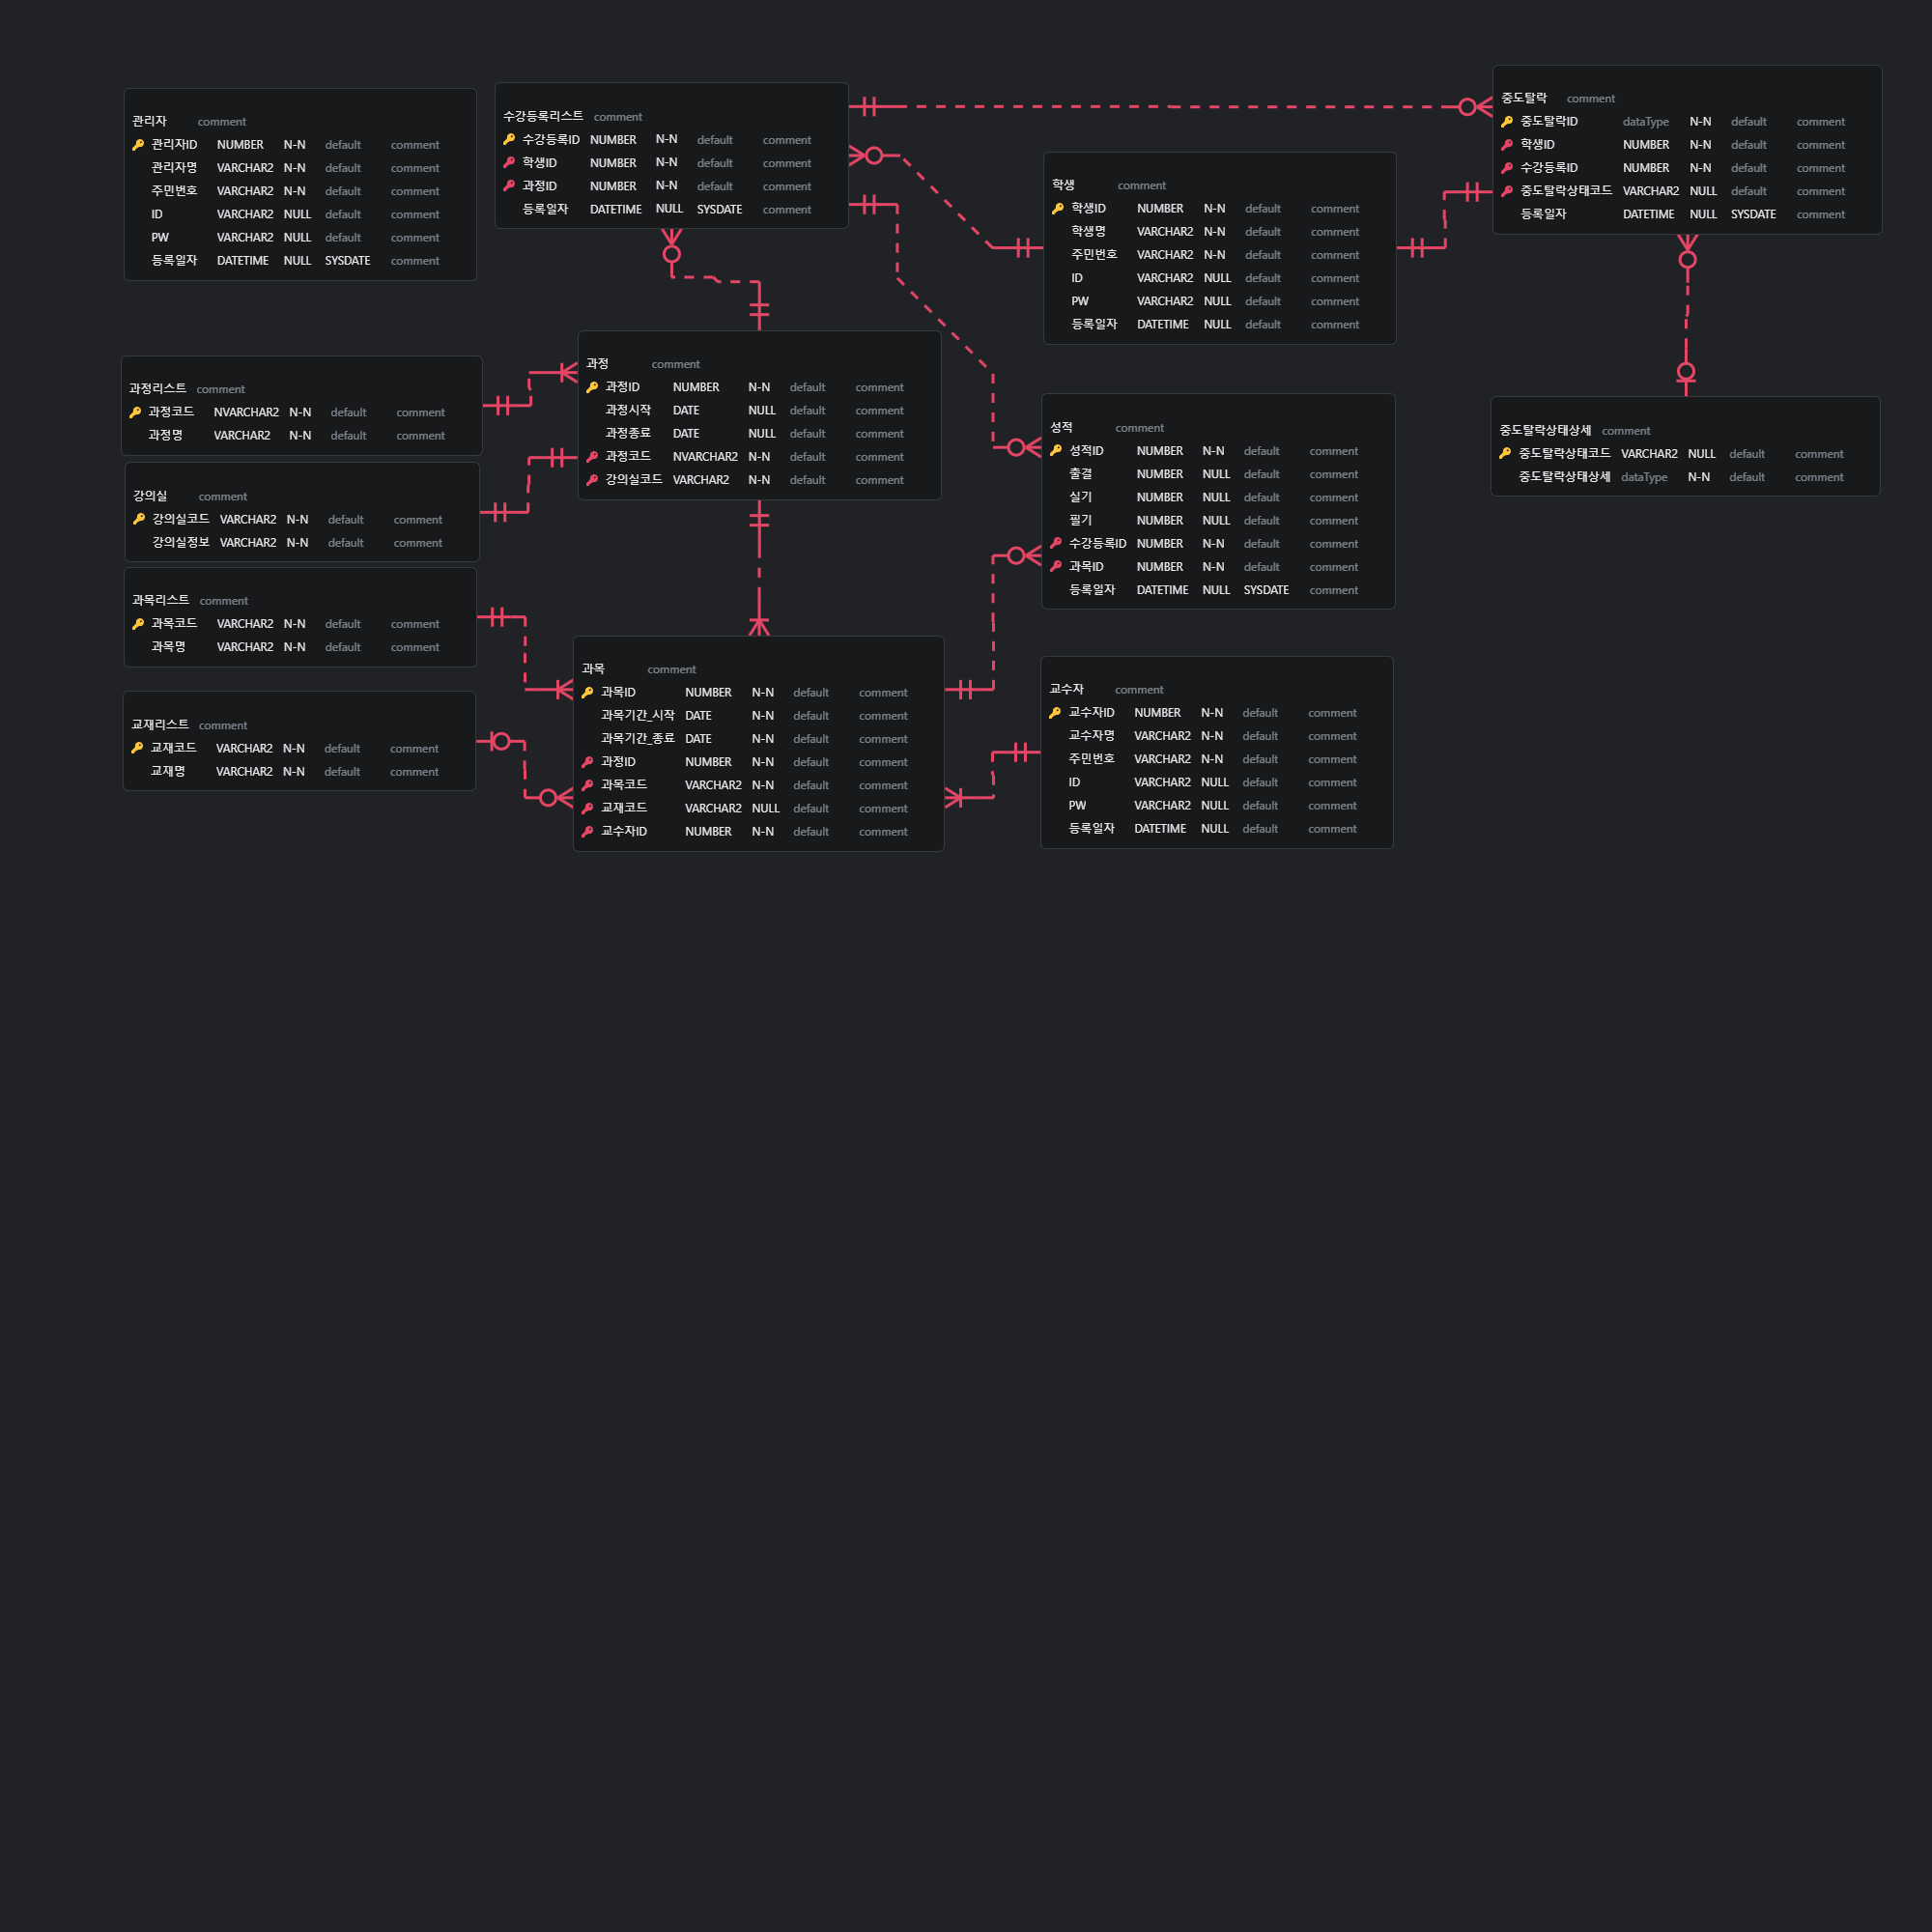 관리자 comment
관리자ID NUMBER N-N default comment
관리자명 VARCHAR2 N-N default comment
주민번호 VARCHAR2 N-N default comment
ID VARCHAR2 NULL default comment
PW VARCHAR2 NULL default comment
등록일자 DATETIME NULL SYSDATE comment
수강등록리스트 comment
수강등록ID NUMBER N-N default comment
학생ID NUMBER N-N default comment
과정ID NUMBER N-N default comment
등록일자 DATETIME NULL SYSDATE comment
학생 comment
학생ID NUMBER N-N default comment
학생명 VARCHAR2 N-N default comment
주민번호 VARCHAR2 N-N default comment
ID VARCHAR2 NULL default comment
PW VARCHAR2 NULL default comment
등록일자 DATETIME NULL default comment
중도탈락 comment
중도탈락ID dataType N-N default comment
학생ID NUMBER N-N default comment
수강등록ID NUMBER N-N default comment
중도탈락상태코드 VARCHAR2 NULL default comment
등록일자 DATETIME NULL SYSDATE comment
과정리스트 comment
과정코드 NVARCHAR2 N-N default comment
과정명 VARCHAR2 N-N default comment
과정 comment
과정ID NUMBER N-N default comment
과정시작 DATE NULL default comment
과정종료 DATE NULL default comment
과정코드 NVARCHAR2 N-N default comment
강의실코드 VARCHAR2 N-N default comment
성적 comment
성적ID NUMBER N-N default comment
출결 NUMBER NULL default comment
실기 NUMBER NULL default comment
필기 NUMBER NULL default comment
수강등록ID NUMBER N-N default comment
과목ID NUMBER N-N default comment
등록일자 DATETIME NULL SYSDATE comment
중도탈락상태상세 comment
중도탈락상태코드 VARCHAR2 NULL default comment
중도탈락상태상세 dataType N-N default comment
강의실 comment
강의실코드 VARCHAR2 N-N default comment
강의실정보 VARCHAR2 N-N default comment
과목리스트 comment
과목코드 VARCHAR2 N-N default comment
과목명 VARCHAR2 N-N default comment
교재리스트 comment
교재코드 VARCHAR2 N-N default comment
교재명 VARCHAR2 N-N default comment
과목 comment
과목ID NUMBER N-N default comment
과목기간_시작 DATE N-N default comment
과목기간_종료 DATE N-N default comment
과정ID NUMBER N-N default comment
과목코드 VARCHAR2 N-N default comment
교재코드 VARCHAR2 NULL default comment
교수자ID NUMBER N-N default comment
교수자 comment
교수자ID NUMBER N-N default comment
교수자명 VARCHAR2 N-N default comment
주민번호 VARCHAR2 N-N default comment
ID VARCHAR2 NULL default comment
PW VARCHAR2 NULL default comment
등록일자 DATETIME NULL default comment